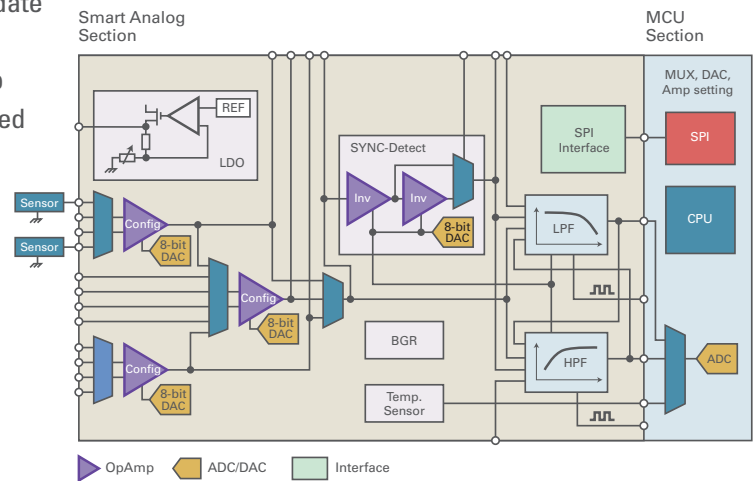 date
o
ed
Smart Analog
Section
MCU
Section
MUX, DAC,
Amp setting
REF
LDO
SYNC-Detect
Inv
Inv
8-bit
DAC
SPI
Interface
SPI
CPU
Sensor
Sensor
Config
8-bit
DAC
Config
8-bit
DAC
Config
8-bit
DAC
LPF
HPF
BGR
Temp.
Sensor
ADC
OpAmp
ADC/DAC
Interface